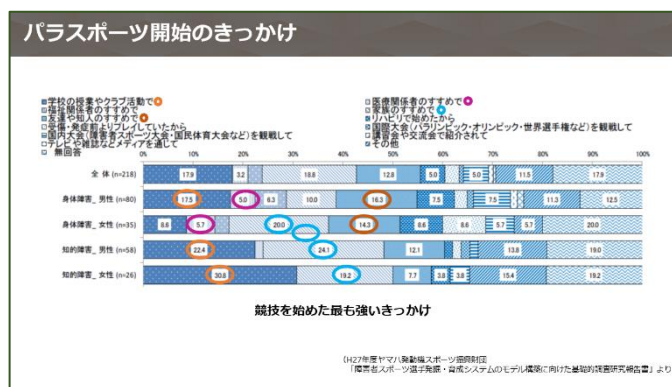 パラスポーツ開始のきっかけ
■学校の授業やクラブ活動で
福祉関係者のすすめで
■友達や知人のすすめで
受傷・発症前よりプレイしていたから
■国内大会(障害者スポーツ大会・国民体育大会など)を観戦して
□テレビや雑誌などメディアを通じて
無回答
医療関係者のすすめで
家族のすすめで
リハビリで始めたから
国際大会(パラリンピック・オリンピック・世界選手権など)を観戦して
講習会や交流会で紹介されて
その他
0% 10% 20% 30% 40% 50% 60% 70% 80% 90% 100%
全 体 (n=218) 17.9 3.2 18.8 12.8 5.0 5.0 11.5 17.9
身体障害_ 男性 (n=80) 17.5 5.0 6.3 10.0 16.3 7.5 7.5 11.3 12.5
身体障害_ 女性 (n=35) 8.6 5.7 20.0 14.3 8.6 8.6 5.7 5.7 20.0
知的障害_ 男性 (n=58) 22.4 24.1 12.1 13.8 19.0
知的障害_ 女性 (n=26) 30.8 19.2 7.7 3.8 3.8 15.4 19.2
競技を始めた最も強いきっかけ
(H27年度ヤマハ発動機スポーツ振興財団
「障害者スポーツ選手発掘・育成システムのモデル構築に向けた基礎的調査研究報告書」より